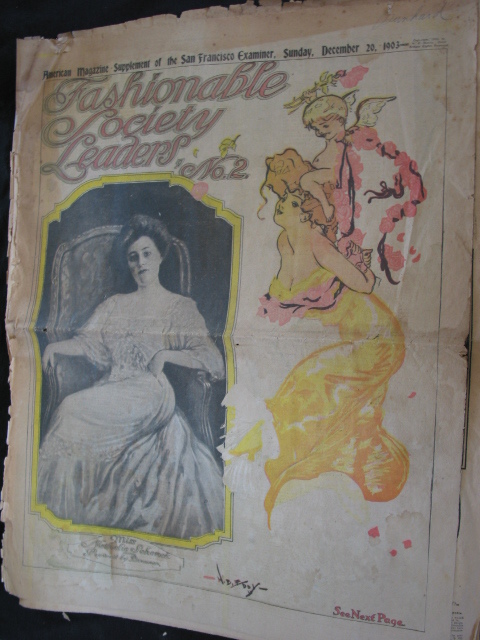 American Magazine Supplement of the San Francisco Examiner, Sunday, December 20, 1903
Fashionable
Society
Leaders, No. 2
Miss
See Next Page